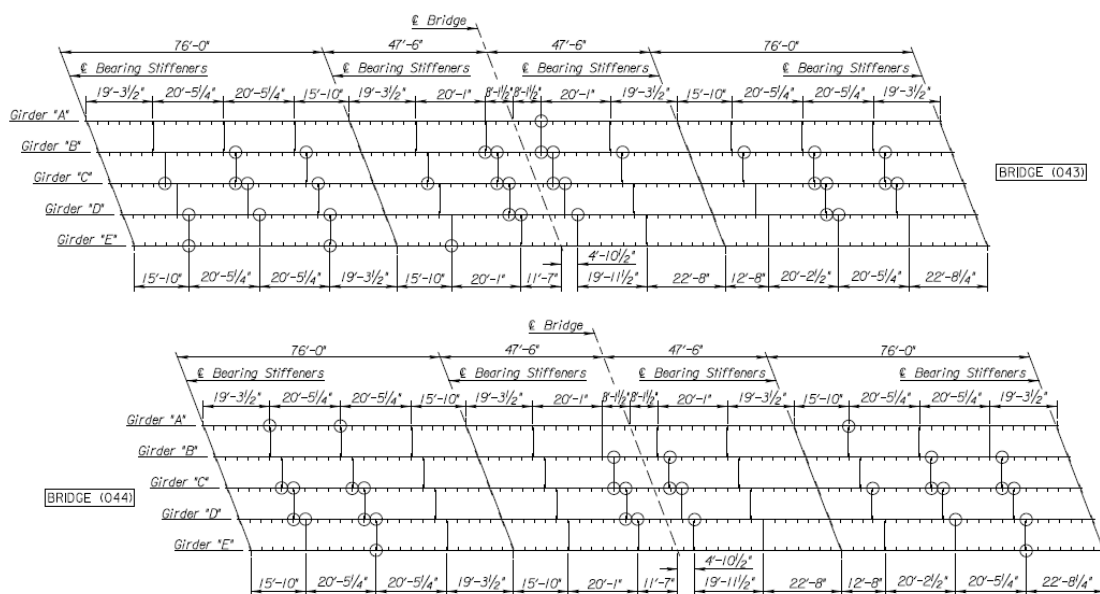 ℄ Bridge
76'-0" 47'-6" 47'-6" 76'-0"
℄ Bearing Stiffeners ℄ Bearing Stiffeners ℄ Bearing Stiffeners ℄ Bearing Stiffeners
19'-3½" 20'-5¼" 20'-5¼" 15'-10" 19'-3½" 20'-1" 8'-1½" 8'-1½" 20'-1" 19'-3½" 15'-10" 20'-5¼" 20'-5¼" 19'-3½"
Girder "A"
Girder "B"
BRIDGE (043)
Girder "C"
Girder "D"
Girder "E"
4'-10½"
15'-10" 20'-5¼" 20'-5¼" 19'-3½" 15'-10" 20'-1" 11'-7" 19'-11½" 22'-8" 12'-8" 20'-2½" 20'-5¼" 22'-8¼"
℄ Bridge
76'-0" 47'-6" 47'-6" 76'-0"
℄ Bearing Stiffeners ℄ Bearing Stiffeners ℄ Bearing Stiffeners ℄ Bearing Stiffeners
19'-3½" 20'-5¼" 20'-5¼" 15'-10" 19'-3½" 20'-1" 8'-1½" 8'-1½" 20'-1" 19'-3½" 15'-10" 20'-5¼" 20'-5¼" 19'-3½"
Girder "A"
Girder "B"
Girder "C"
BRIDGE (044)
Girder "D"
Girder "E"
4'-10½"
15'-10" 20'-5¼" 20'-5¼" 19'-3½" 15'-10" 20'-1" 11'-7" 19'-11½" 22'-8" 12'-8" 20'-2½" 20'-5¼" 22'-8¼"